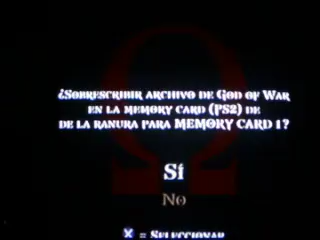 ¿Sobrescribir archivo de God of War
en la memory card (PS2) de
de la ranura para MEMORY CARD 1?
Sí
No
X = Seleccionar